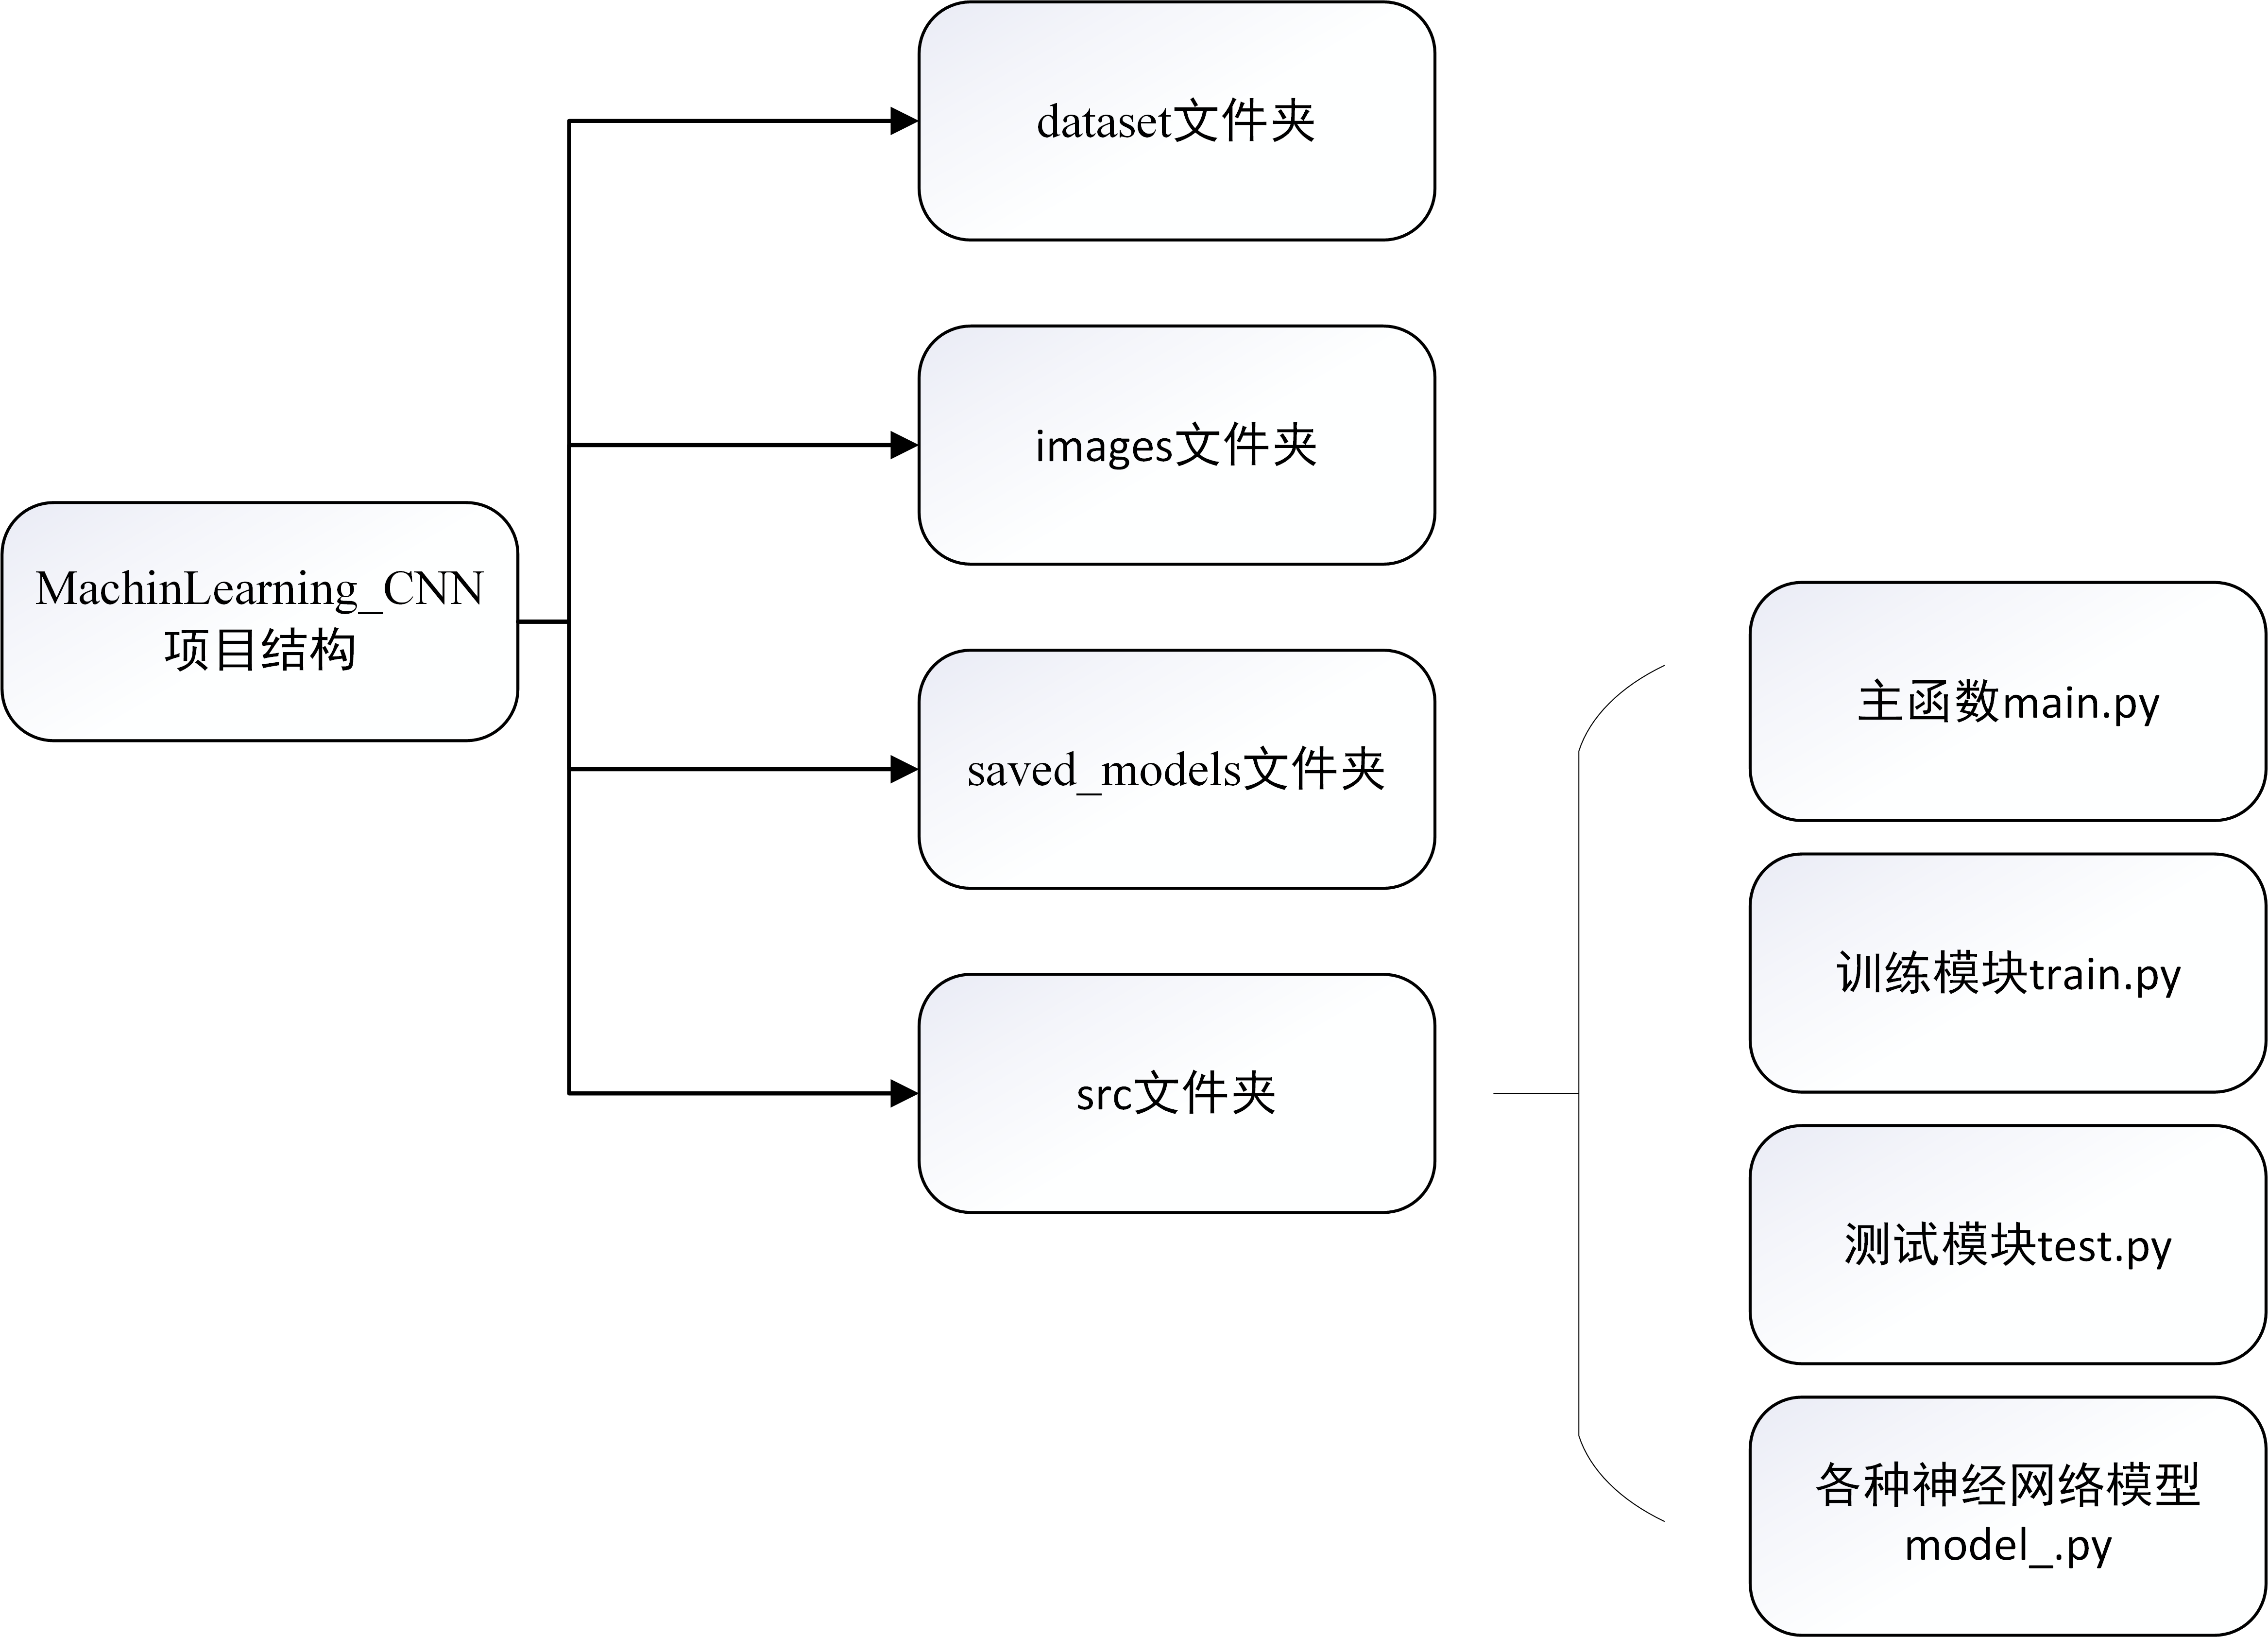 MachinLearning_CNN
项目结构
dataset文件夹
images文件夹
saved_models文件夹
src文件夹
主函数main.py
训练模块train.py
测试模块test.py
各种神经网络模型
model_.py